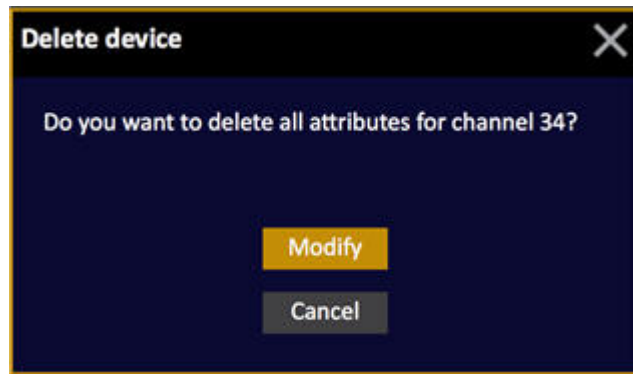 Delete device
Do you want to delete all attributes for channel 34?
Modify
Cancel